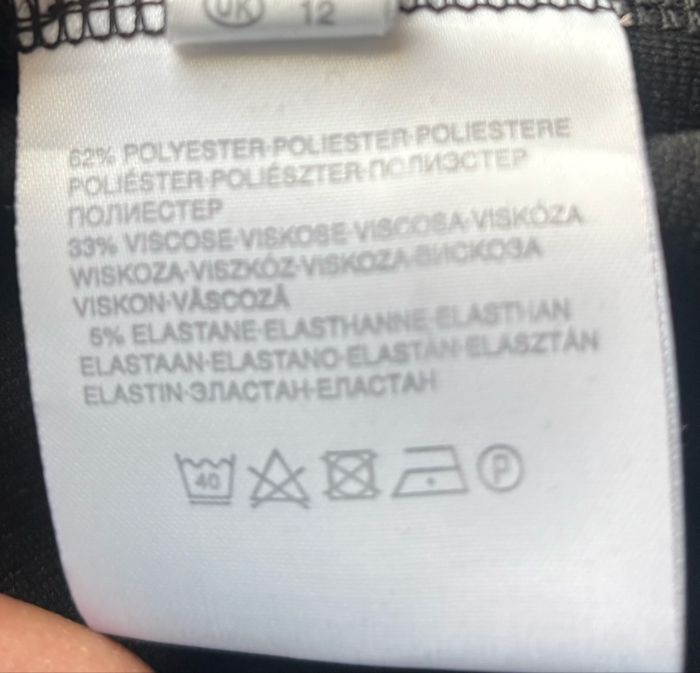 UK 12
62% POLYESTER·POLIESTER·POLIESTERE
POLIÉSTER·POLIÉSZTER·ПОЛИЭСТЕР
ПОЛИЕСТЕР
33% VISCOSE·VISKOSE·VISCOSA·VISKÓZA
WISKOZA·VISZKÓZ·VISKOZA·ВИСКОЗА
VISKON·VÂSCOZĂ
5% ELASTANE·ELASTHANNE·ELASTHAN
ELASTAAN·ELASTANO·ELASTAN·ELASZTÁN
ELASTIN·ЭЛАСТАН·ЕЛАСТАН
40 P